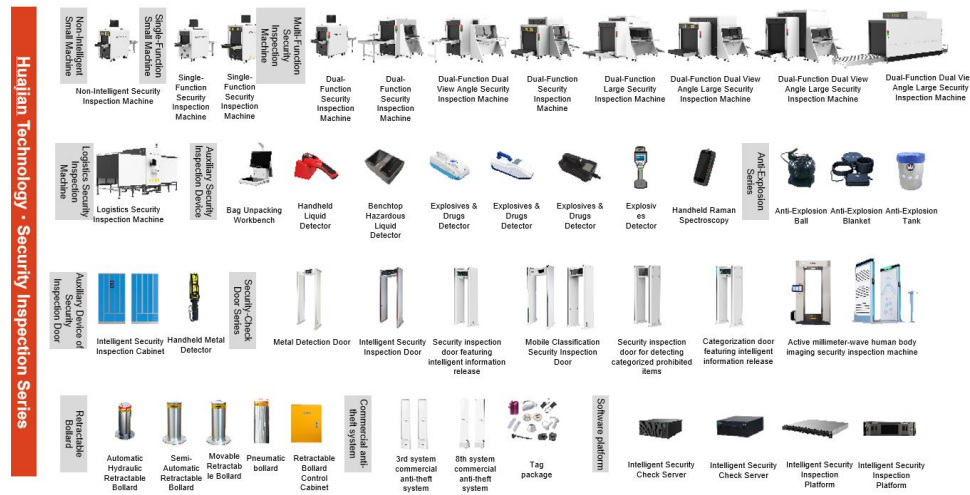 Huajian Technology · Security Inspection Series
Non-Intelligent
Small Machine
Non-Intelligent Security
Inspection Machine
Single-Function
Small Machine
Single-
Function
Security
Inspection
Machine
Single-
Function
Security
Inspection
Machine
Multi-Function
Security
Inspection
Machine
Dual-
Function
Security
Inspection
Machine
Dual-
Function
Security
Inspection
Machine
Dual-Function Dual
View Angle Security
Inspection Machine
Dual-Function
Security
Inspection
Machine
Dual-Function
Large Security
Inspection Machine
Dual-Function Dual View
Angle Large Security
Inspection Machine
Dual-Function Dual View
Angle Large Security
Inspection Machine
Dual-Function Dual Vie
Angle Large Security
Inspection Machine
Logistics Security
Inspection
Machine
Logistics Security
Inspection Machine
Auxiliary Security
Inspection Device
Bag Unpacking
Workbench
Handheld
Liquid
Detector
Benchtop
Hazardous
Liquid
Detector
Explosives &
Drugs
Detector
Explosives &
Drugs
Detector
Explosives &
Drugs
Detector
Explosiv
es
Detector
Handheld Raman
Spectroscopy
Anti-Explosion
Series
Anti-Explosion
Ball
Anti-Explosion
Blanket
Anti-Explosion
Tank
Auxiliary Device of
Security
Inspection Door
Intelligent Security
Inspection Cabinet
Handheld Metal
Detector
Security-Check
Door Series
Metal Detection Door
Intelligent Security
Inspection Door
Security inspection
door featuring
intelligent information
release
Mobile Classification
Security Inspection
Door
Security inspection
door for detecting
categorized prohibited
items
Categorization door
featuring intelligent
information release
Active millimeter-wave human body
imaging security inspection machine
Retractable
Bollard
Automatic
Hydraulic
Retractable
Bollard
Semi-
Automatic
Retractable
Bollard
Movable
Retractab
le Bollard
Pneumatic
bollard
Retractable
Bollard
Control
Cabinet
Commercial anti-
theft system
3rd system
commercial
anti-theft
system
8th system
commercial
anti-theft
system
Tag
package
Software platform
Intelligent Security
Check Server
Intelligent Security
Check Server
Intelligent Security
Inspection
Platform
Intelligent Security
Inspection
Platform